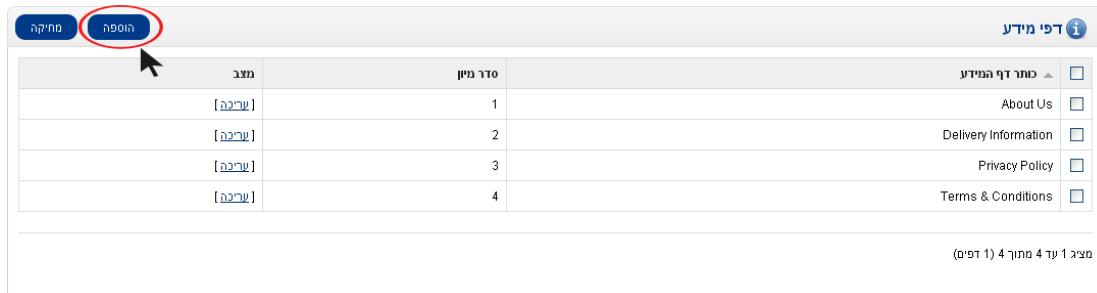 דפי מידע הוספה מחיקה
כותר דף המידע סדר מיון מצב
About Us 1 [ עריכה ]
Delivery Information 2 [ עריכה ]
Privacy Policy 3 [ עריכה ]
Terms & Conditions 4 [ עריכה ]
מציג 1 עד 4 מתוך 4 (1 דפים)